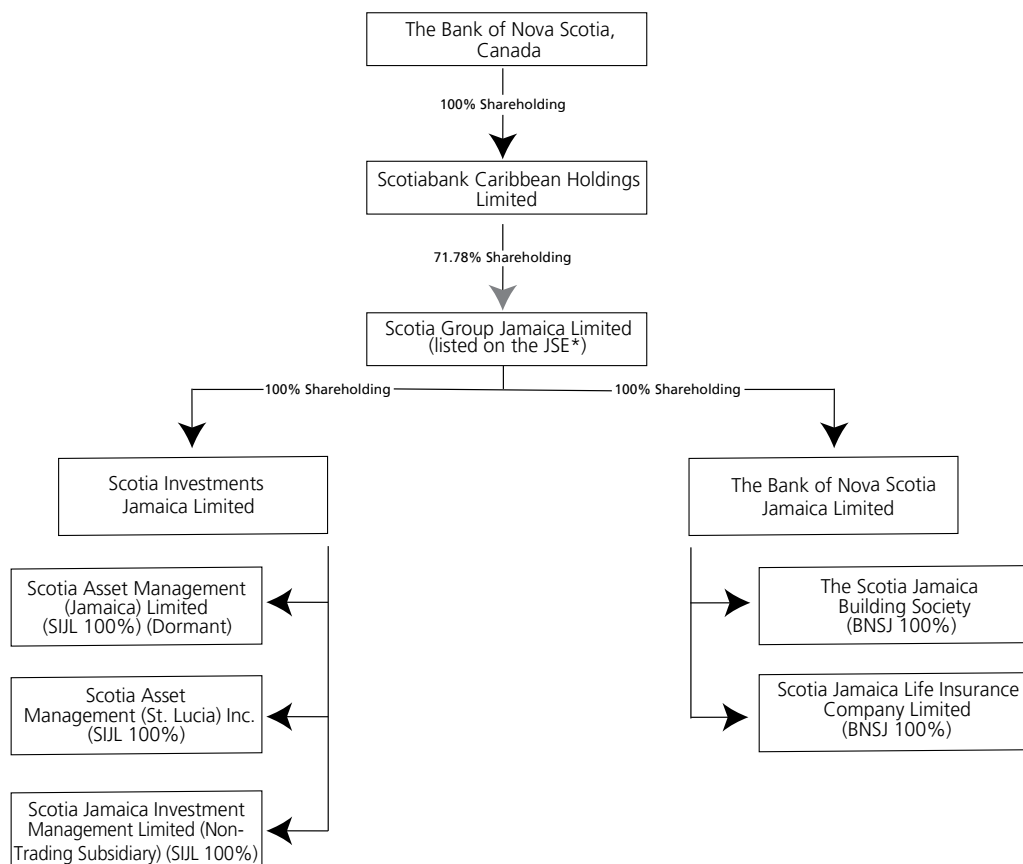 The Bank of Nova Scotia,
Canada
100% Shareholding
Scotiabank Caribbean Holdings
Limited
71.78% Shareholding
Scotia Group Jamaica Limited
(listed on the JSE*)
100% Shareholding
100% Shareholding
Scotia Investments
Jamaica Limited
The Bank of Nova Scotia
Jamaica Limited
Scotia Asset Management
(Jamaica) Limited
(SIJL 100%) (Dormant)
The Scotia Jamaica
Building Society
(BNSJ 100%)
Scotia Asset
Management (St. Lucia) Inc.
(SIJL 100%)
Scotia Jamaica Life Insurance
Company Limited
(BNSJ 100%)
Scotia Jamaica Investment
Management Limited (Non-
Trading Subsidiary) (SIJL 100%)